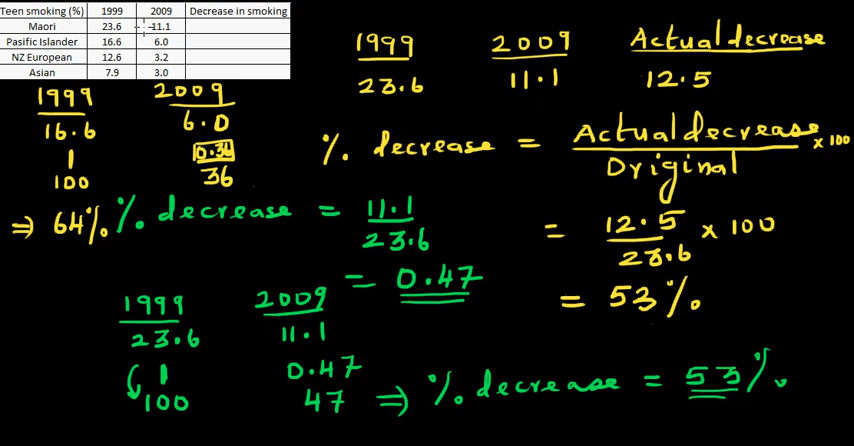 Teen smoking (%) 1999 2009 Decrease in smoking
Maori 23.6 11.1
Pasific Islander 16.6 6.0
NZ European 12.6 3.2
Asian 7.9 3.0
1999 2009 Actual decrease
23.6 11.1 12.5
1999 2009
16.6 6.0
1 0.36
100 36
⇒ 64%
% decrease = Actual decrease / Original × 100
= 12.5 / 23.6 × 100
= 53%
% decrease = 11.1 / 23.6
= 0.47
1999 2009
23.6 11.1
1 0.47
100 47 ⇒ % decrease = 53%